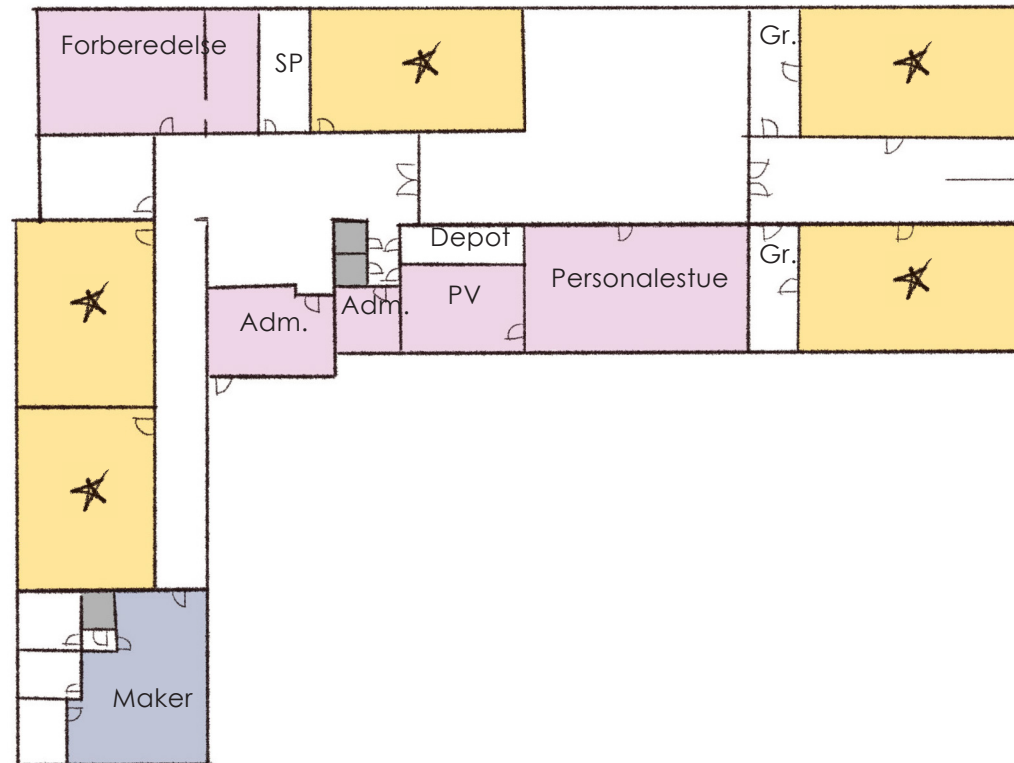 Forberedelse
SP
Gr.
Depot
Gr.
Personalestue
PV
Adm.
Adm.
Maker